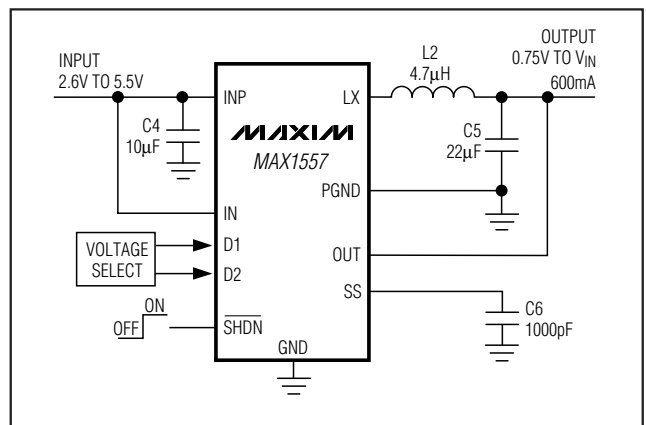 INPUT
2.6V TO 5.5V
OUTPUT
0.75V TO VIN
600mA
L2
4.7μH
INP
LX
C4
10μF
MAXIM
MAX1557
C5
22μF
PGND
IN
VOLTAGE
SELECT
D1
D2
OUT
SS
ON
OFF
SHDN
GND
C6
1000pF